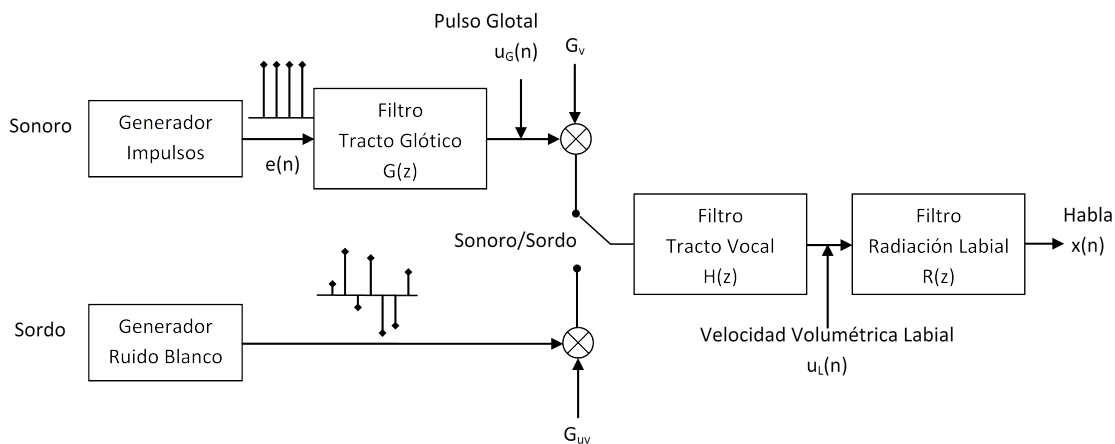 Pulso Glotal
u_G(n)
G_v
Sonoro
Generador
Impulsos
e(n)
Filtro
Tracto Glótico
G(z)
Sonoro/Sordo
Filtro
Tracto Vocal
H(z)
Filtro
Radiación Labial
R(z)
Habla
x(n)
Sordo
Generador
Ruido Blanco
Velocidad Volumétrica Labial
u_L(n)
G_uv